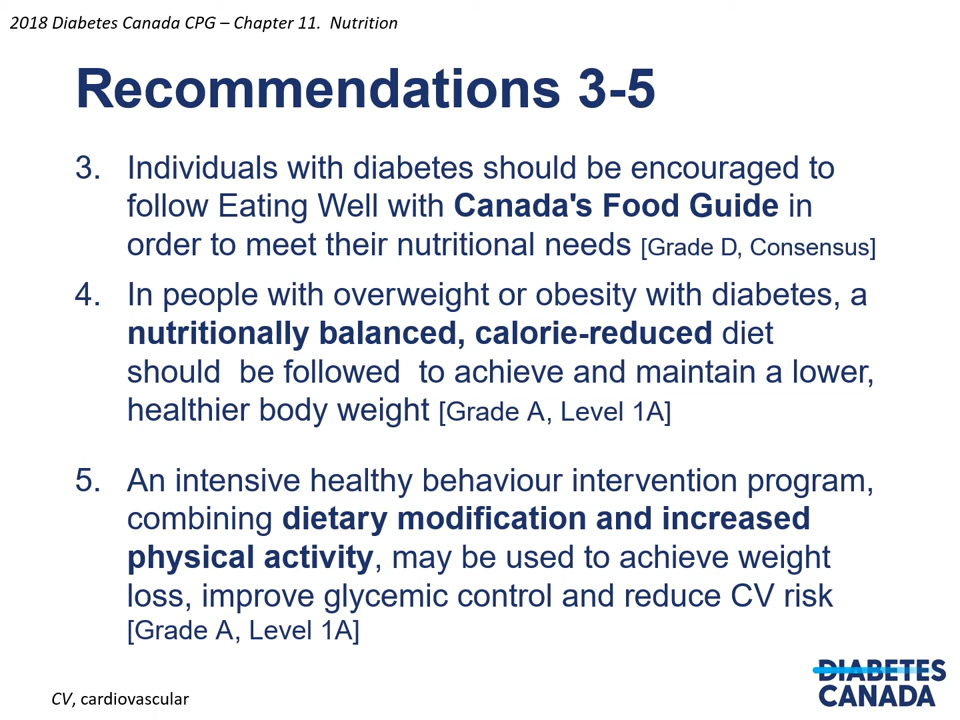 2018 Diabetes Canada CPG – Chapter 11. Nutrition
Recommendations 3-5
3. Individuals with diabetes should be encouraged to
follow Eating Well with Canada's Food Guide in
order to meet their nutritional needs [Grade D, Consensus]
4. In people with overweight or obesity with diabetes, a
nutritionally balanced, calorie-reduced diet
should be followed to achieve and maintain a lower,
healthier body weight [Grade A, Level 1A]
5. An intensive healthy behaviour intervention program,
combining dietary modification and increased
physical activity, may be used to achieve weight
loss, improve glycemic control and reduce CV risk
[Grade A, Level 1A]
CV, cardiovascular
DIABETES
CANADA